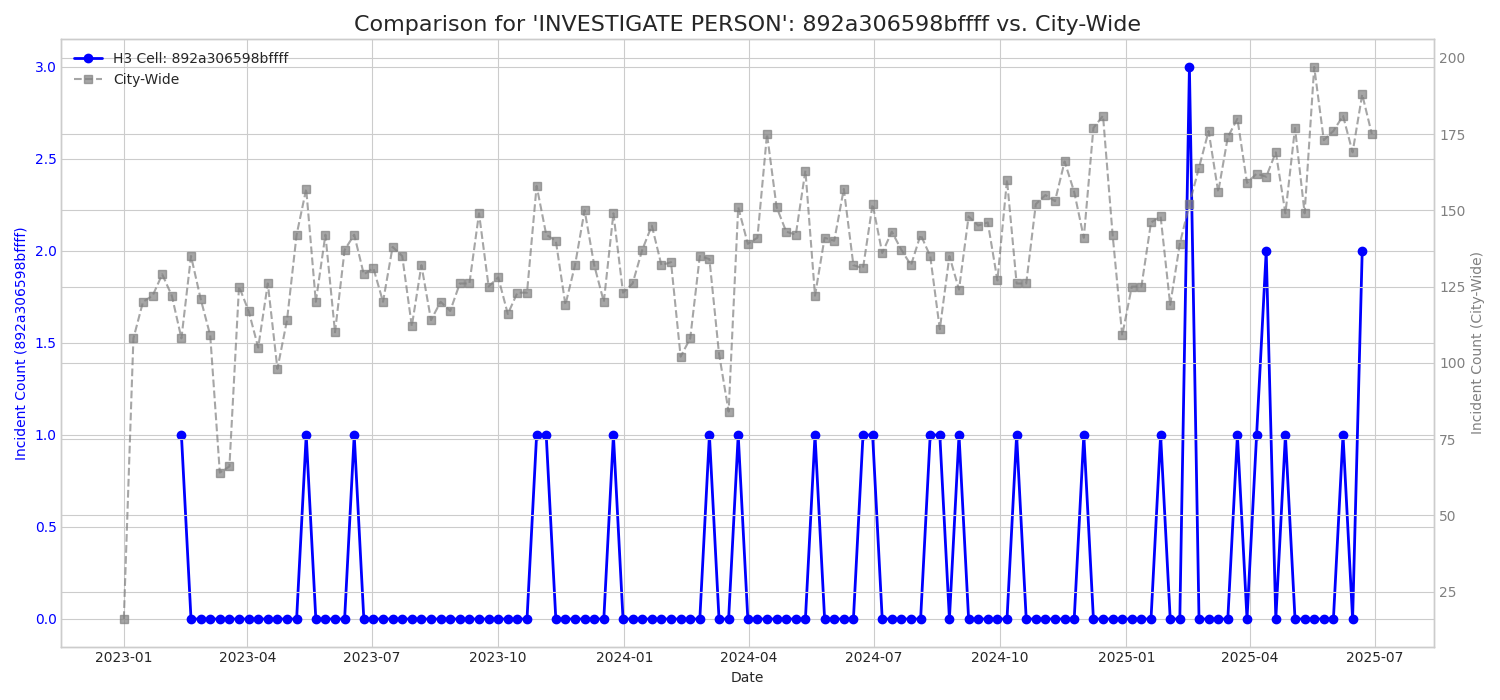 Comparison for 'INVESTIGATE PERSON': 892a306598bffff vs. City-Wide
H3 Cell: 892a306598bffff
City-Wide
Incident Count (892a306598bffff)
3.0
2.5
2.0
1.5
1.0
0.5
0.0
200
175
150
125
100
75
50
25
Incident Count (City-Wide)
2023-01 2023-04 2023-07 2023-10 2024-01 2024-04 2024-07 2024-10 2025-01 2025-04 2025-07
Date